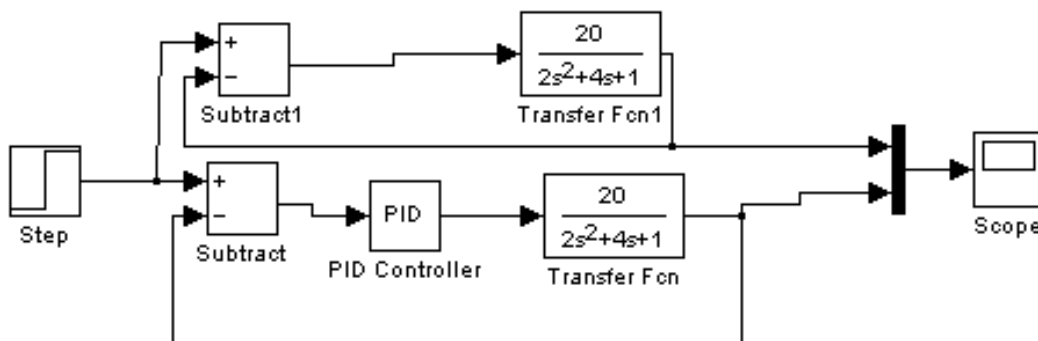 +
−
Subtract1
20
2s²+4s+1
Transfer Fcn1
Step
+
−
Subtract
PID
PID Controller
20
2s²+4s+1
Transfer Fcn
Scope